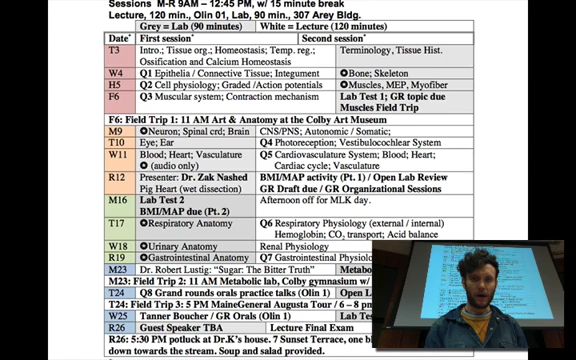 Sessions M-R 9AM – 12:45 PM, w/ 15 minute break
Lecture, 120 min., Olin 01, Lab, 90 min., 307 Arey Bldg.
Grey = Lab (90 minutes) White = Lecture (120 minutes)
Date* First session* Second session*
T3 Intro.; Tissue org.; Homeostasis; Temp. reg.; Terminology, Tissue Hist.
Ossification and Calcium Homeostasis
W4 Q1 Epithelia / Connective Tissue; Integument ✪Bone; Skeleton
H5 Q2 Cell physiology; Graded /Action potentials ✪Muscles, MEP, Myofiber
F6 Q3 Muscular system; Contraction mechanism Lab Test 1; GR topic due
Muscles Field Trip
F6: Field Trip 1: 11 AM Art & Anatomy at the Colby Art Museum
M9 ✪Neuron; Spinal crd; Brain CNS/PNS; Autonomic / Somatic;
T10 Eye; Ear Q4 Photoreception; Vestibulocochlear System
W11 Blood; Heart; Vasculature Q5 Cardiovasculature System; Blood; Heart;
✪ (audio only) Cardiac cycle; Vasculature
R12 Presenter: Dr. Zak Nashed BMI/MAP activity (Pt. 1) / Open Lab Review
Pig Heart (wet dissection) GR Draft due / GR Organizational Sessions
M16 Lab Test 2 Afternoon off for MLK day.
BMI/MAP due (Pt. 2)
T17 ✪Respiratory Anatomy Q6 Respiratory Physiology (external / internal)
Hemoglobin; CO2 transport; Acid balance
W18 ✪Urinary Anatomy Renal Physiology
R19 ✪Gastrointestinal Anatomy Q7 Gastrointestinal Physiology
M23 Dr. Robert Lustig: "Sugar: The Bitter Truth"
M23: Field Trip 2: 11 AM Metabolic lab, Colby gymnasium w/
T24 Q8 Grand rounds orals practice talks (Olin 1) Open
T24: Field Trip 3: 5 PM MaineGeneral Augusta Tour / 6 – 8
W25 Tanner Boucher / GR Orals (Olin 1) Lab
R26 Guest Speaker TBA Lecture Final Exam
R26: 5:30 PM potluck at Dr.K's house. 7 Sunset Terrace, one
down towards the stream. Soup and salad provided.